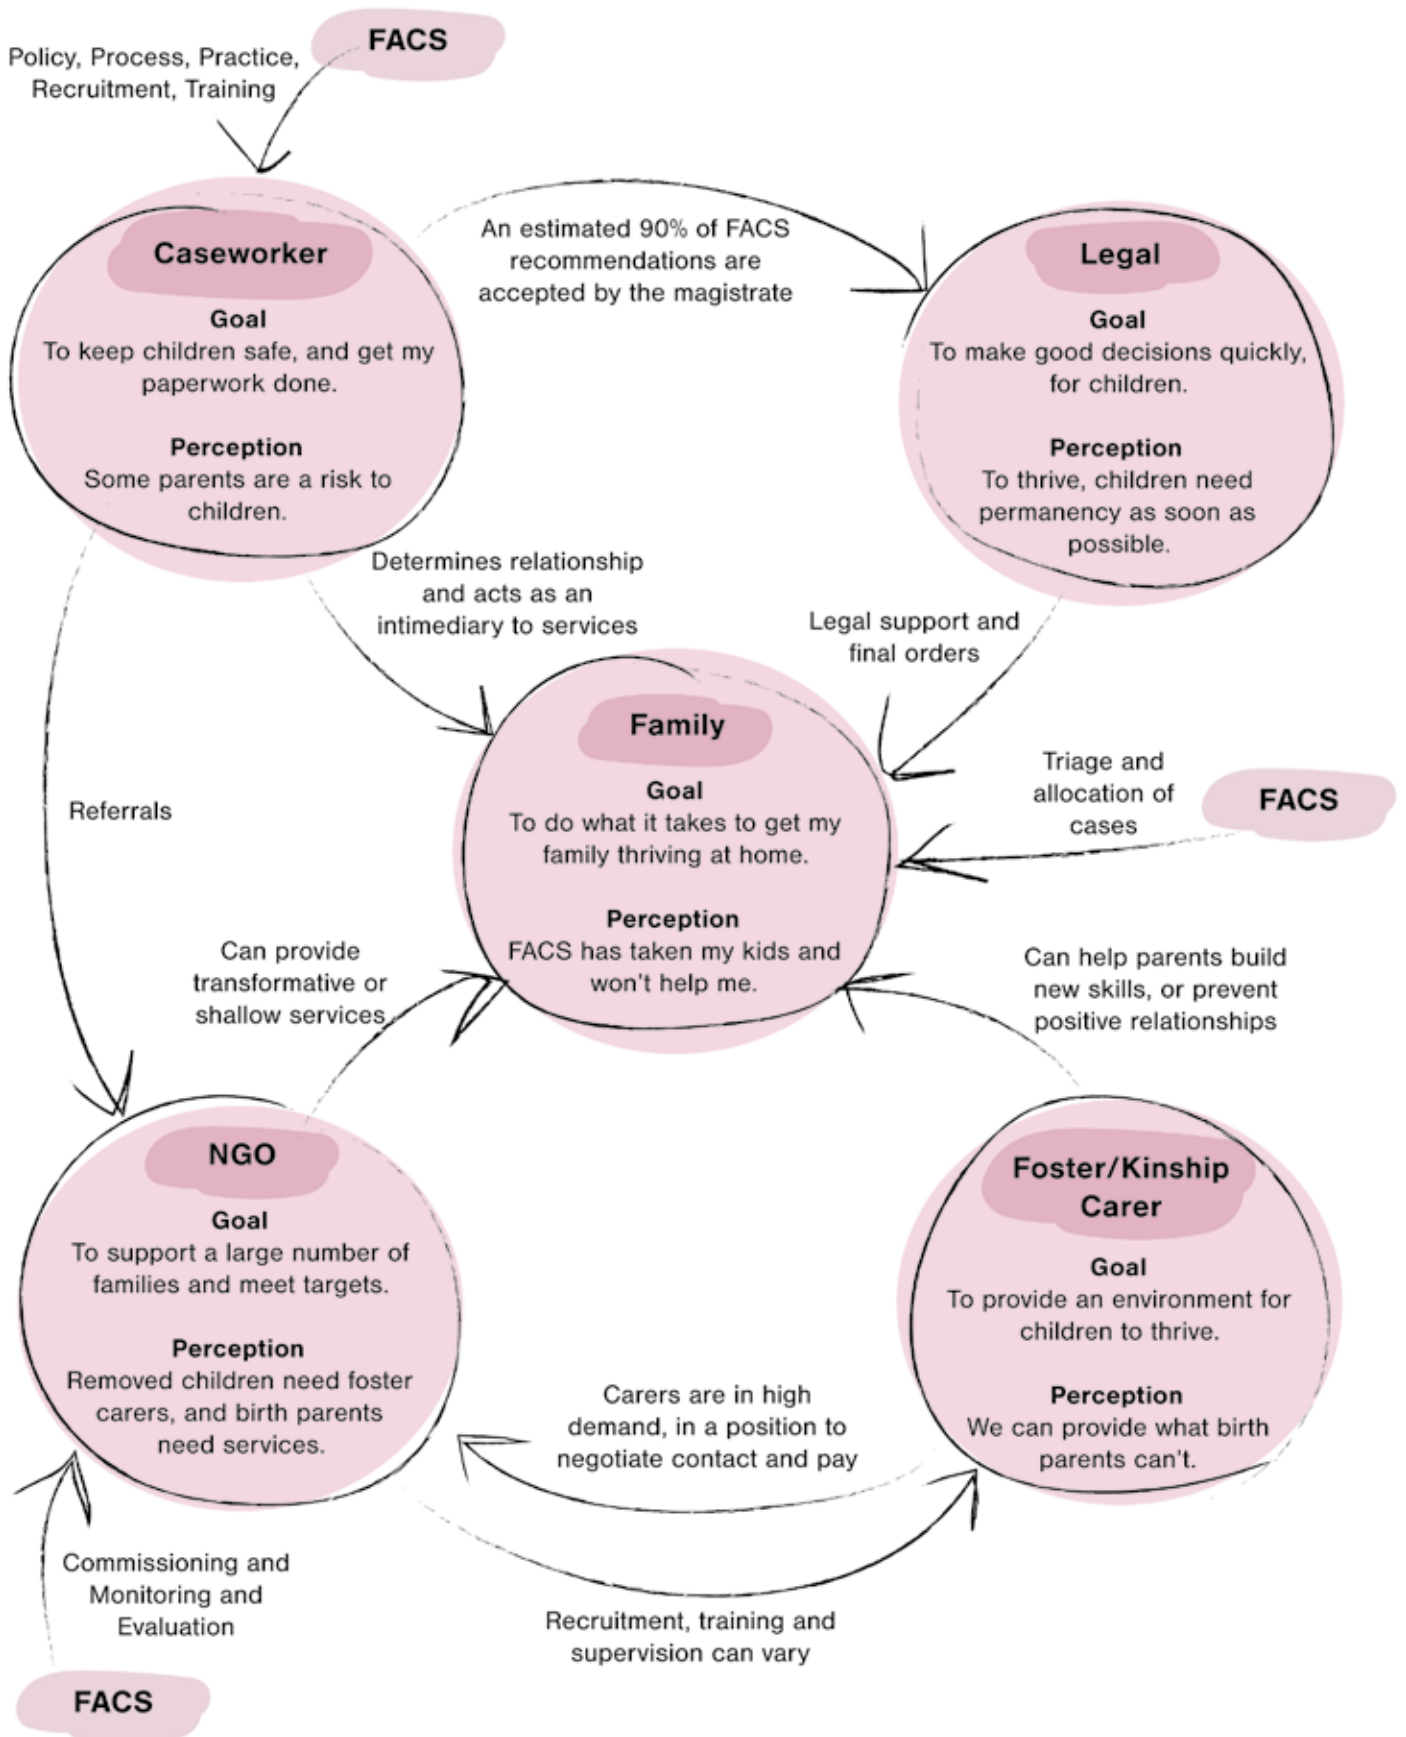 FACS
Policy, Process, Practice,
Recruitment, Training
Caseworker
Goal
To keep children safe, and get my
paperwork done.
Perception
Some parents are a risk to
children.
An estimated 90% of FACS
recommendations are
accepted by the magistrate
Legal
Goal
To make good decisions quickly,
for children.
Perception
To thrive, children need
permanency as soon as
possible.
Determines relationship
and acts as an
intimediary to services
Legal support and
final orders
Family
Goal
To do what it takes to get my
family thriving at home.
Perception
FACS has taken my kids and
won't help me.
Triage and
allocation of
cases
FACS
Referrals
Can provide
transformative or
shallow services
Can help parents build
new skills, or prevent
positive relationships
NGO
Goal
To support a large number of
families and meet targets.
Perception
Removed children need foster
carers, and birth parents
need services.
Foster/Kinship
Carer
Goal
To provide an environment for
children to thrive.
Perception
We can provide what birth
parents can't.
Carers are in high
demand, in a position to
negotiate contact and pay
Commissioning and
Monitoring and
Evaluation
Recruitment, training and
supervision can vary
FACS